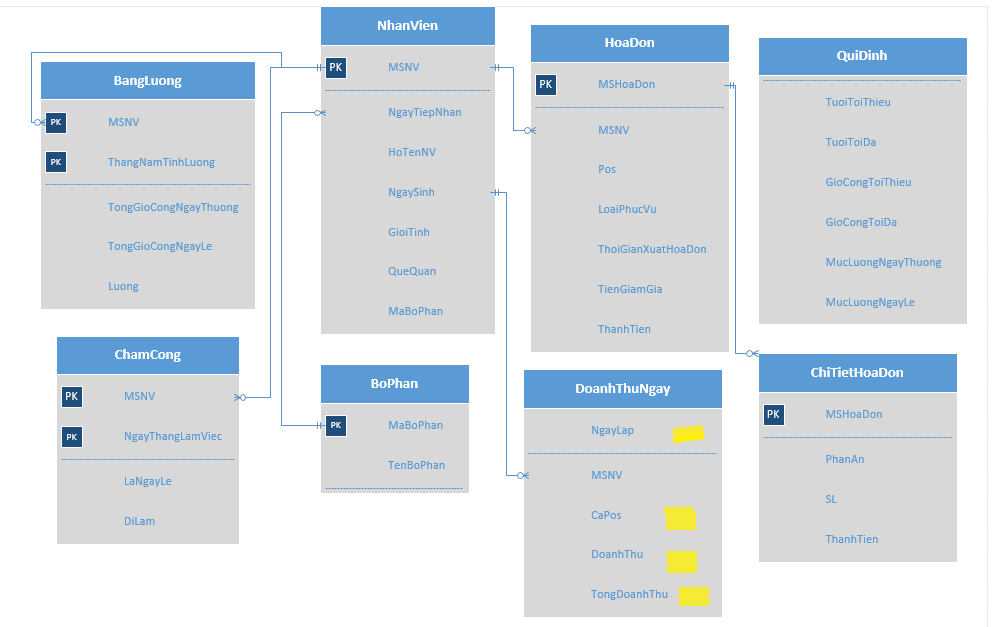 NhanVien
PK MSNV
NgayTiepNhan
HoTenNV
NgaySinh
GioiTinh
QueQuan
MaBoPhan
HoaDon
PK MSHoaDon
MSNV
Pos
LoaiPhucVu
ThoiGianXuatHoaDon
TienGiamGia
ThanhTien
QuiDinh
TuoiToiThieu
TuoiToiDa
GioCongToiThieu
GioCongToiDa
MucLuongNgayThuong
MucLuongNgayLe
BangLuong
PK MSNV
PK ThangNamTinhLuong
TongGioCongNgayThuong
TongGioCongNgayLe
Luong
ChamCong
PK MSNV
PK NgayThangLamViec
LaNgayLe
DiLam
BoPhan
PK MaBoPhan
TenBoPhan
DoanhThuNgay
NgayLap
MSNV
CaPos
DoanhThu
TongDoanhThu
ChiTietHoaDon
PK MSHoaDon
PhanAn
SL
ThanhTien